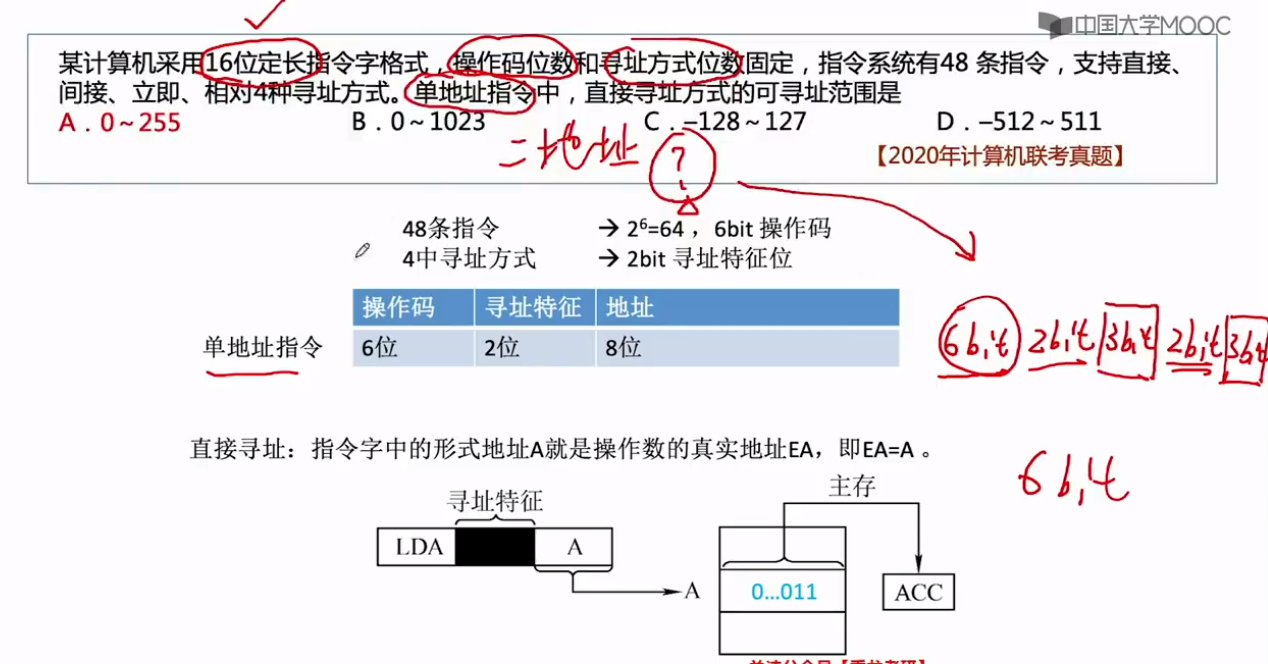 中国大学MOOC
某计算机采用16位定长指令字格式，操作码位数和寻址方式位数固定，指令系统有48 条指令，支持直接、
间接、立即、相对4种寻址方式。单地址指令中，直接寻址方式的可寻址范围是
A．0～255 B．0～1023 C．–128～127 D．–512～511
二地址 ?
【2020年计算机联考真题】
48条指令 → 2⁶=64 ，6bit 操作码
4中寻址方式 → 2bit 寻址特征位
操作码 寻址特征 地址
单地址指令 6位 2位 8位
6bit 2bit 3bit 2bit 3bit
直接寻址：指令字中的形式地址A就是操作数的真实地址EA，即EA=A 。
6bit
主存
寻址特征
LDA A
A 0...011 ACC